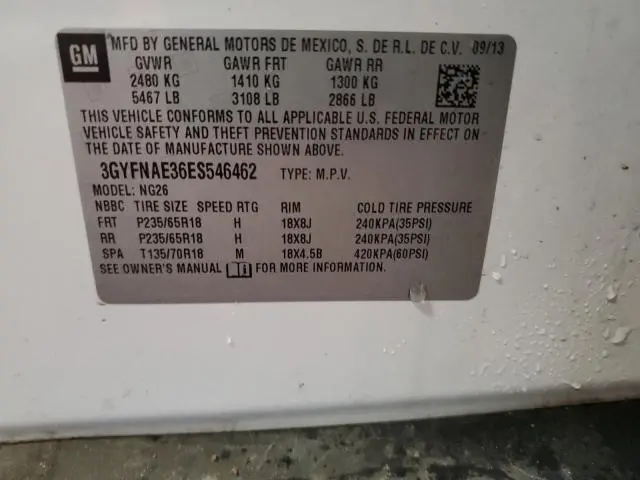 GM
MFD BY GENERAL MOTORS DE MEXICO, S. DE R.L. DE C.V. 09/13
GVWR GAWR FRT GAWR RR
2480 KG 1410 KG 1300 KG
5467 LB 3108 LB 2866 LB
THIS VEHICLE CONFORMS TO ALL APPLICABLE U.S. FEDERAL MOTOR
VEHICLE SAFETY AND THEFT PREVENTION STANDARDS IN EFFECT ON
THE DATE OF MANUFACTURE SHOWN ABOVE.
3GYFNAE36ES546462 TYPE: M.P.V.
MODEL: NG26
NBBC TIRE SIZE SPEED RTG RIM COLD TIRE PRESSURE
FRT P235/65R18 H 18X8J 240KPA(35PSI)
RR P235/65R18 H 18X8J 240KPA(35PSI)
SPA T135/70R18 M 18X4.5B 420KPA(60PSI)
SEE OWNER'S MANUAL FOR MORE INFORMATION.